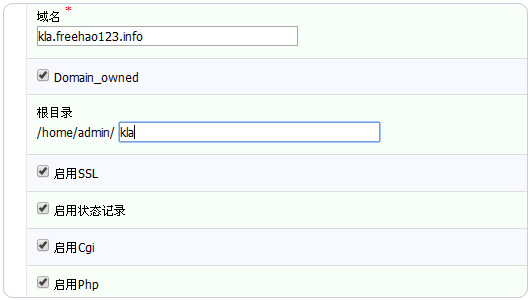 域名 *
kla.freehao123.info
Domain_owned
根目录
/home/admin/ kla
启用SSL
启用状态记录
启用Cgi
启用Php